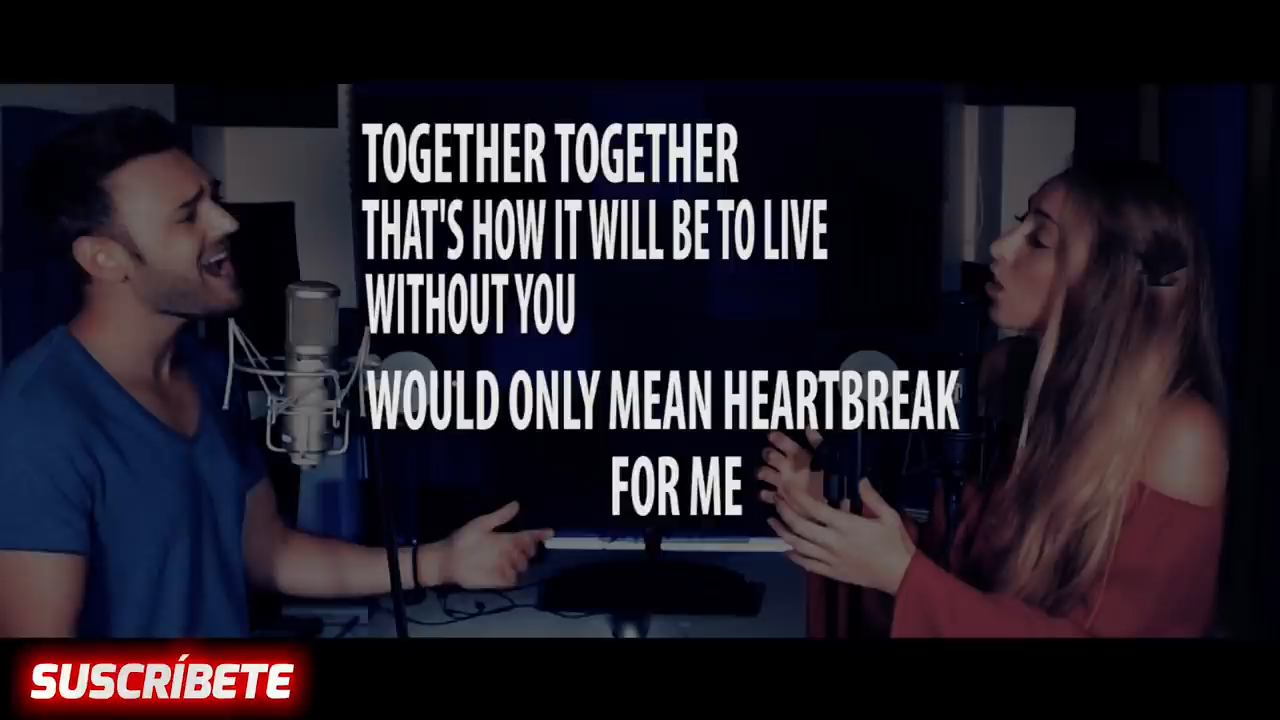 TOGETHER TOGETHER
THAT'S HOW IT WILL BE TO LIVE
WITHOUT YOU
WOULD ONLY MEAN HEARTBREAK
FOR ME
SUSCRÍBETE